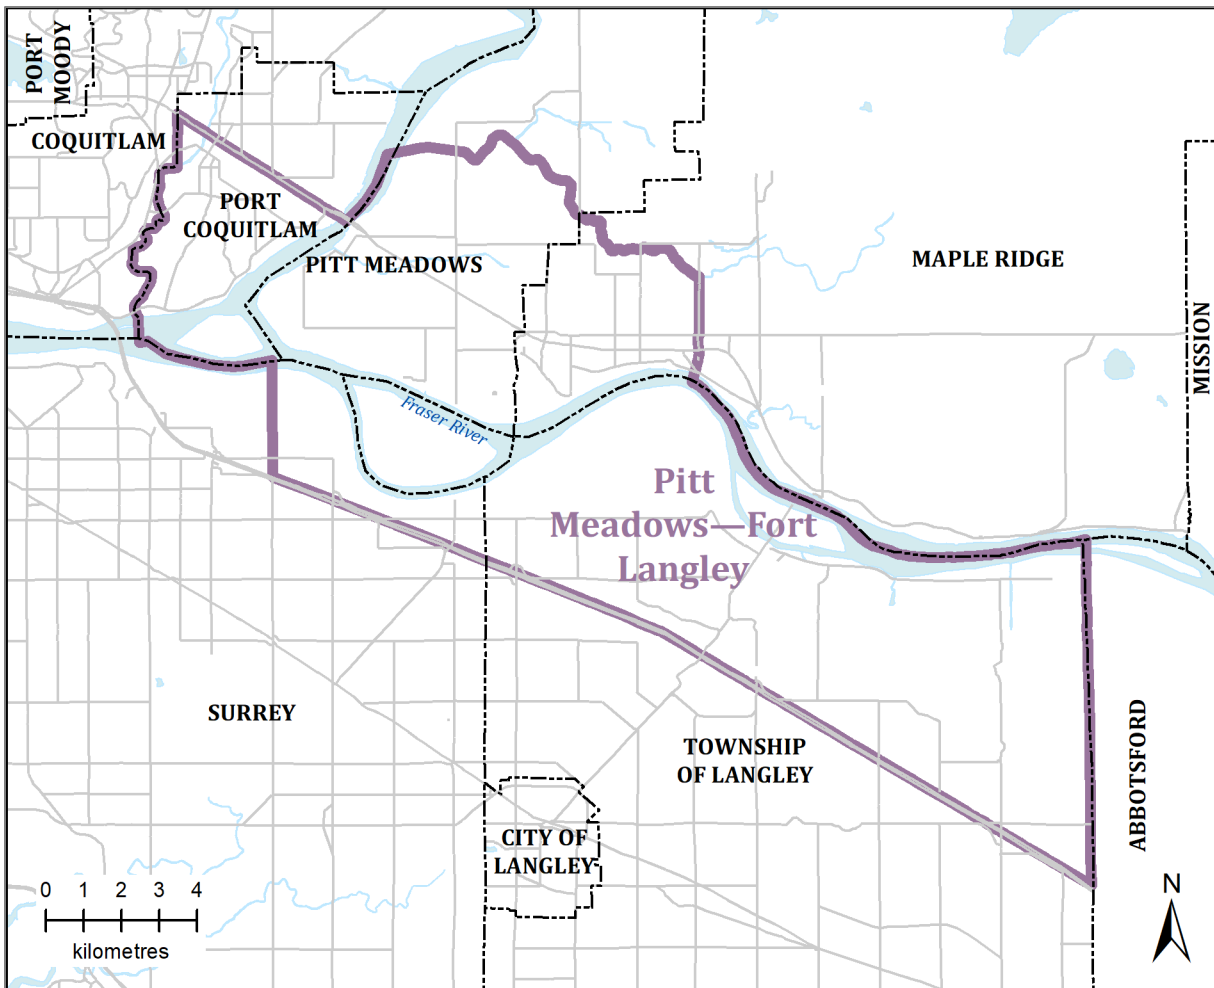 PORT
MOODY
COQUITLAM
PORT
COQUITLAM
PITT MEADOWS
MAPLE RIDGE
MISSION
Fraser River
Pitt
Meadows—Fort
Langley
SURREY
TOWNSHIP
OF LANGLEY
ABBOTSFORD
CITY OF
LANGLEY
0 1 2 3 4
kilometres
N